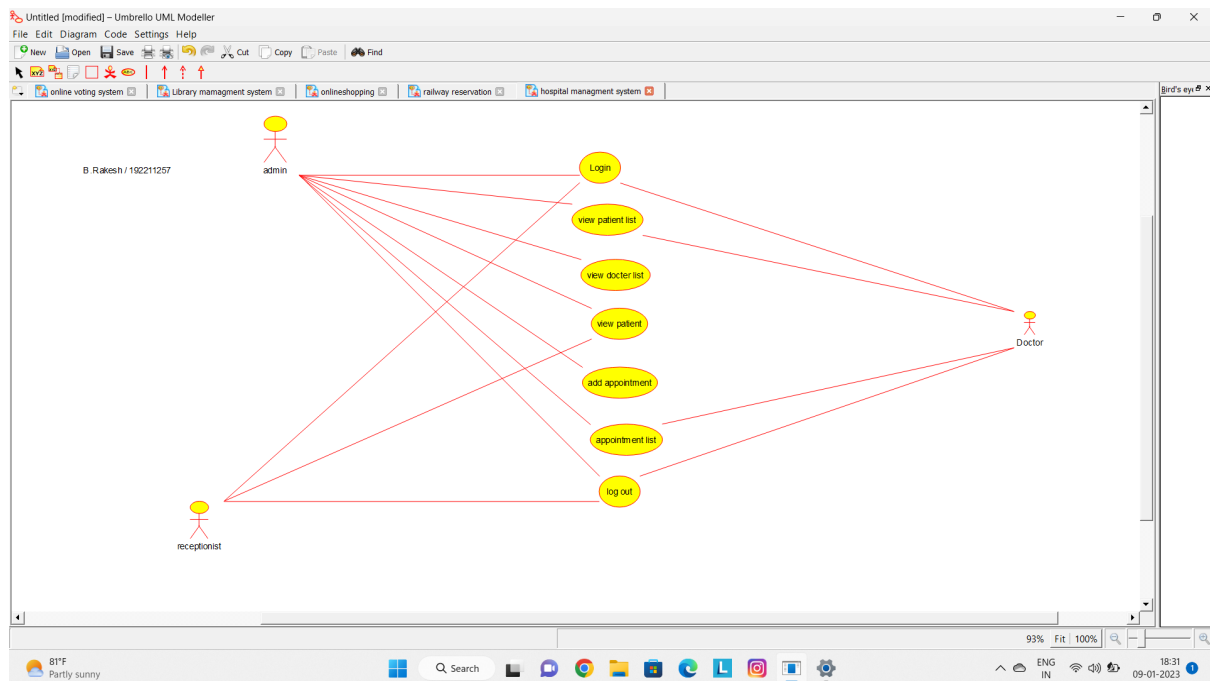 Untitled [modified] – Umbrello UML Modeller
File Edit Diagram Code Settings Help
New Open Save Cut Copy Paste Find
XYZ ABC
online voting system Library mamagment system onlineshopping railway reservation hospital managment system Bird's eye
B .Rakesh / 192211257
admin
Login
view patient list
view docter list
view patient
Doctor
add appointment
appointment list
log out
receptionist
93% Fit 100%
81°F
Partly sunny
Search
L
ENG
IN
18:31
09-01-2023
1